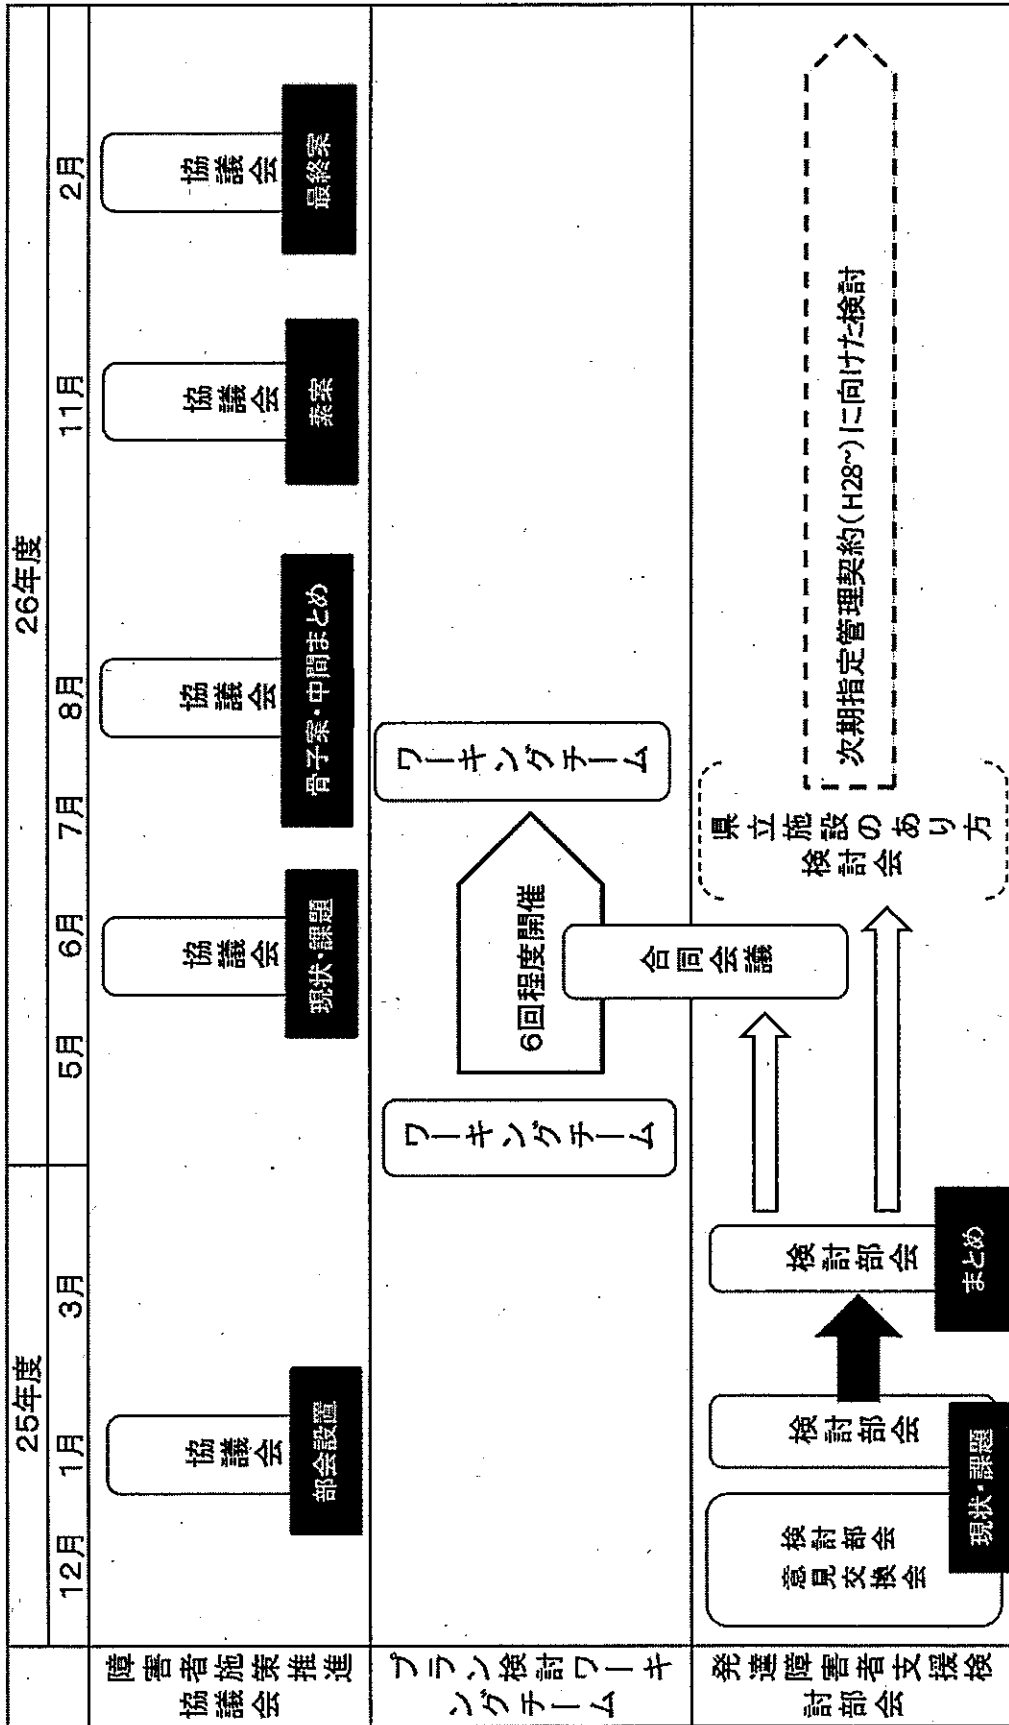 25年度
26年度
12月
1月
3月
5月
6月
7月
8月
11月
2月
障害者施策推進
協議会
協議会
部会設置
協議会
現状・課題
協議会
骨子案・中間まとめ
協議会
素案
協議会
最終案
プラン検討ワーキ
ングチーム
ワーキングチーム
6回程度開催
ワーキングチーム
合同会議
発達障害者支援検
討部会
検討部会
意見交換会
検討部会
現状・課題
検討部会
まとめ
県立施設のあり方
検討会
次期指定管理契約(H28~)に向けた検討